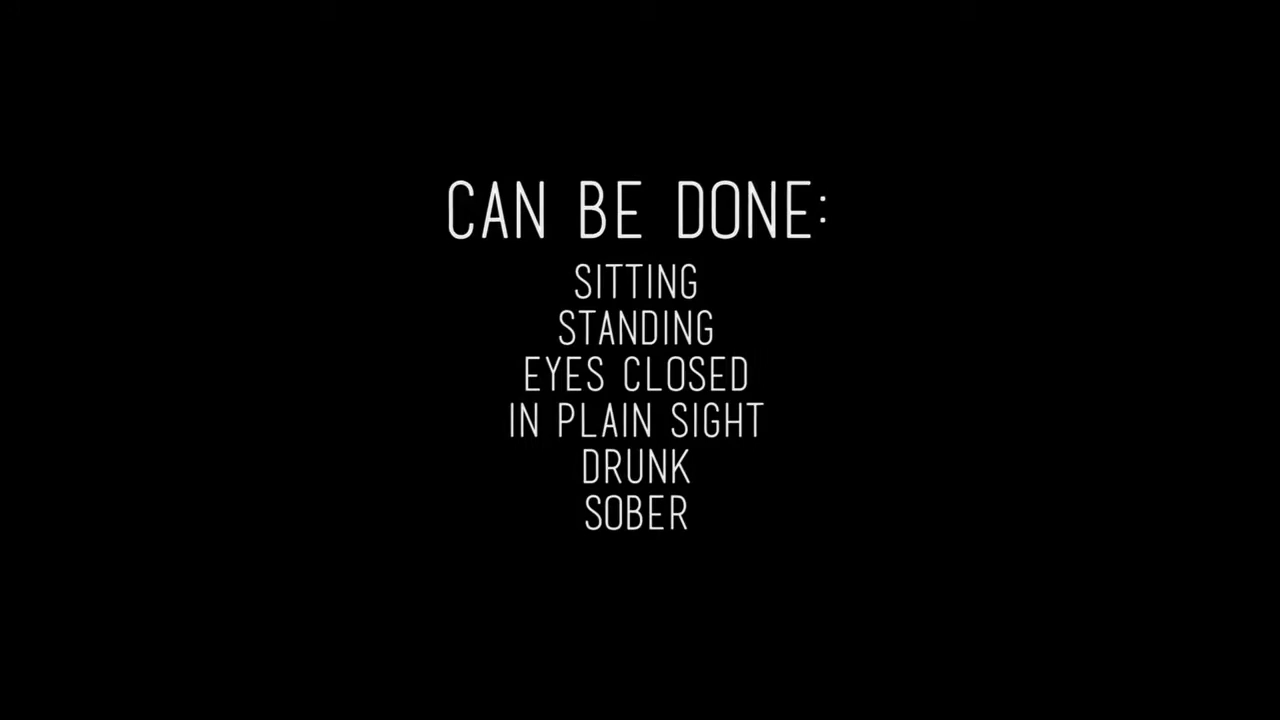 CAN BE DONE:
SITTING
STANDING
EYES CLOSED
IN PLAIN SIGHT
DRUNK
SOBER